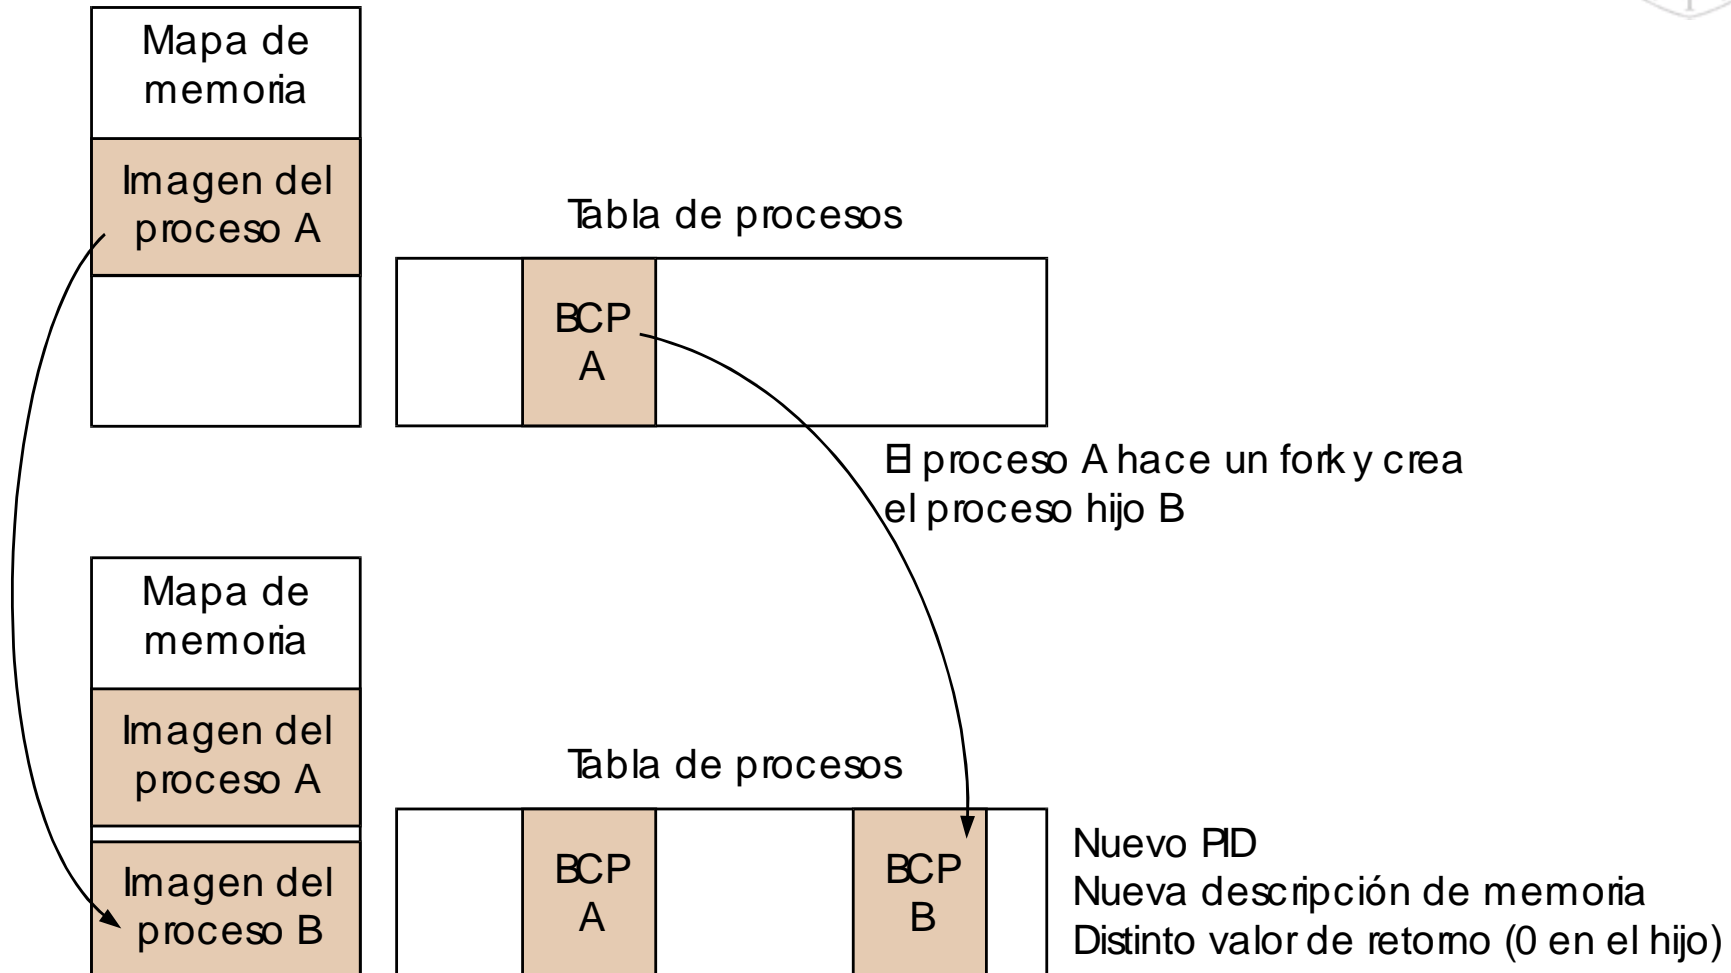 Mapa de
memoria
Imagen del
proceso A
Tabla de procesos
BCP
A
El proceso A hace un fork y crea
el proceso hijo B
Mapa de
memoria
Imagen del
proceso A
Imagen del
proceso B
Tabla de procesos
BCP
A
BCP
B
Nuevo PID
Nueva descripción de memoria
Distinto valor de retorno (0 en el hijo)